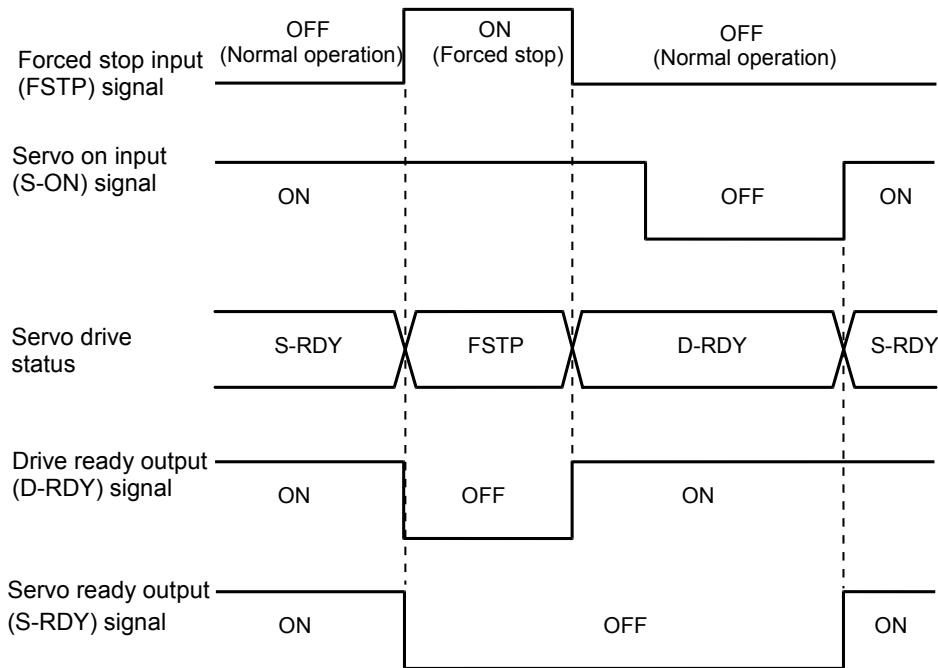 Forced stop input
(FSTP) signal
OFF
(Normal operation)
ON
(Forced stop)
OFF
(Normal operation)
Servo on input
(S-ON) signal
ON
OFF
ON
Servo drive
status
S-RDY
FSTP
D-RDY
S-RDY
Drive ready output
(D-RDY) signal
ON
OFF
ON
Servo ready output
(S-RDY) signal
ON
OFF
ON